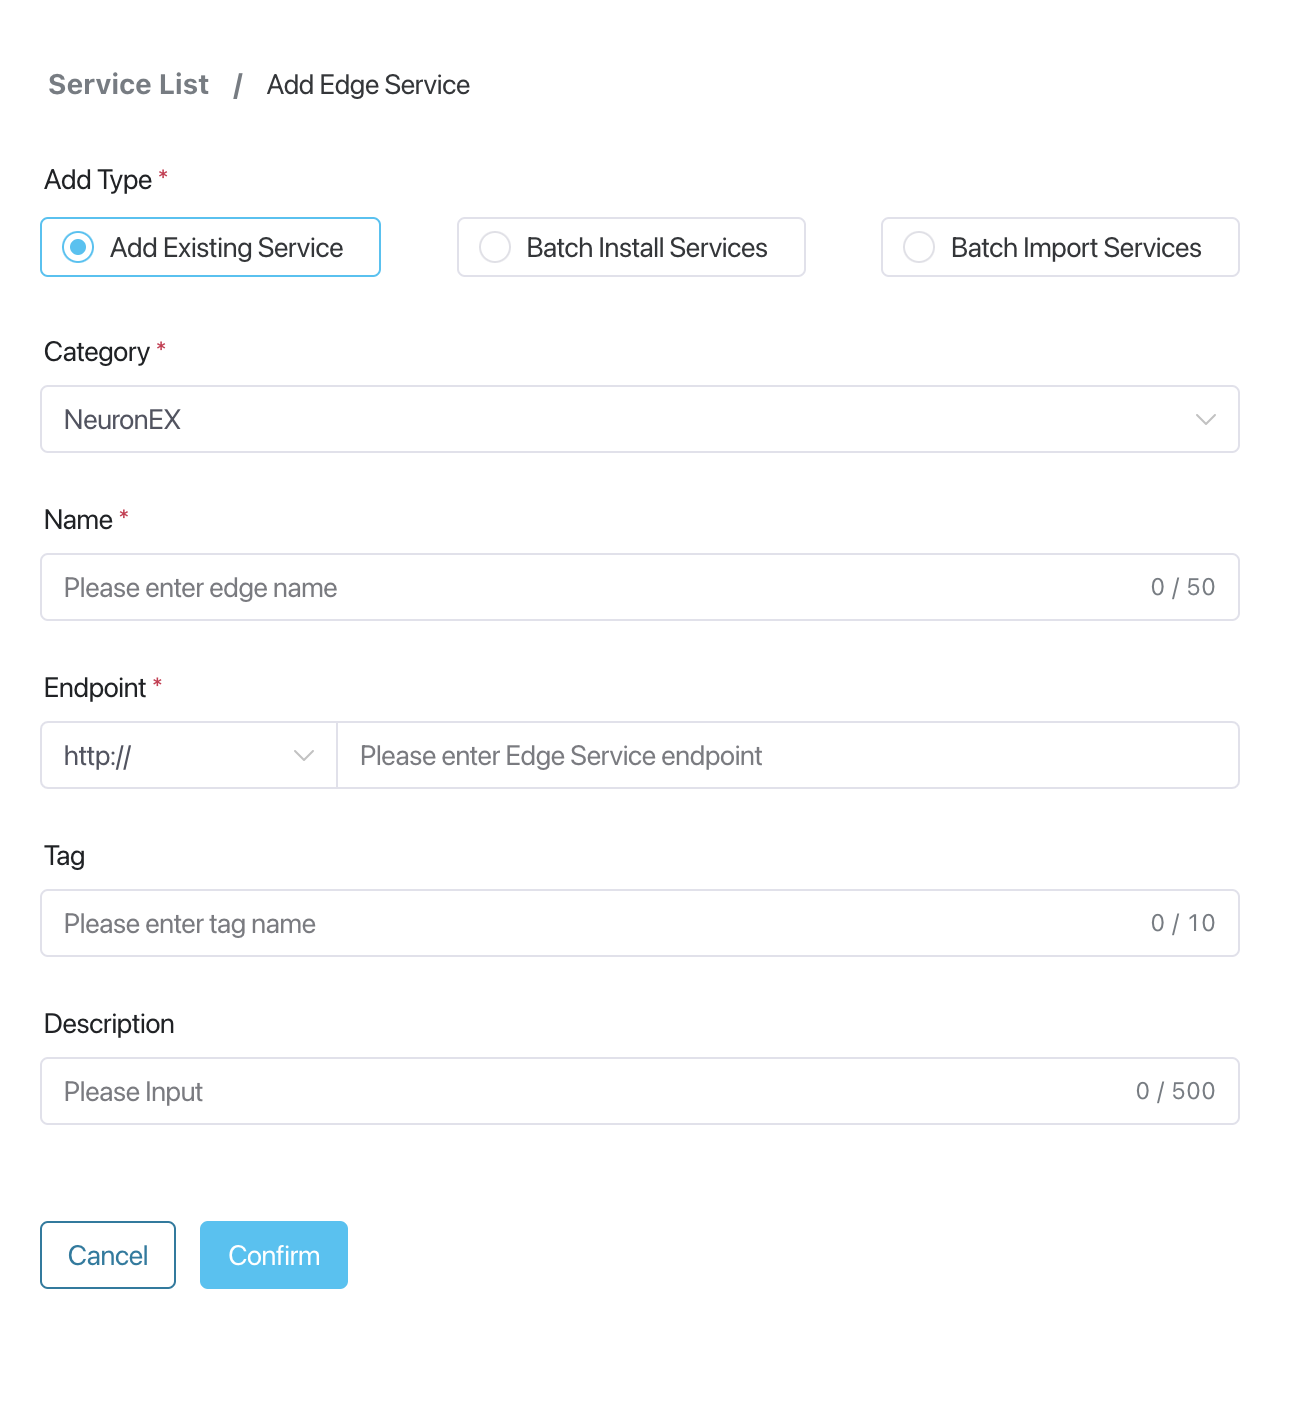 Service List / Add Edge Service
Add Type *
Add Existing Service Batch Install Services Batch Import Services
Category *
NeuronEX
Name *
Please enter edge name 0 / 50
Endpoint *
http:// Please enter Edge Service endpoint
Tag
Please enter tag name 0 / 10
Description
Please Input 0 / 500
Cancel Confirm